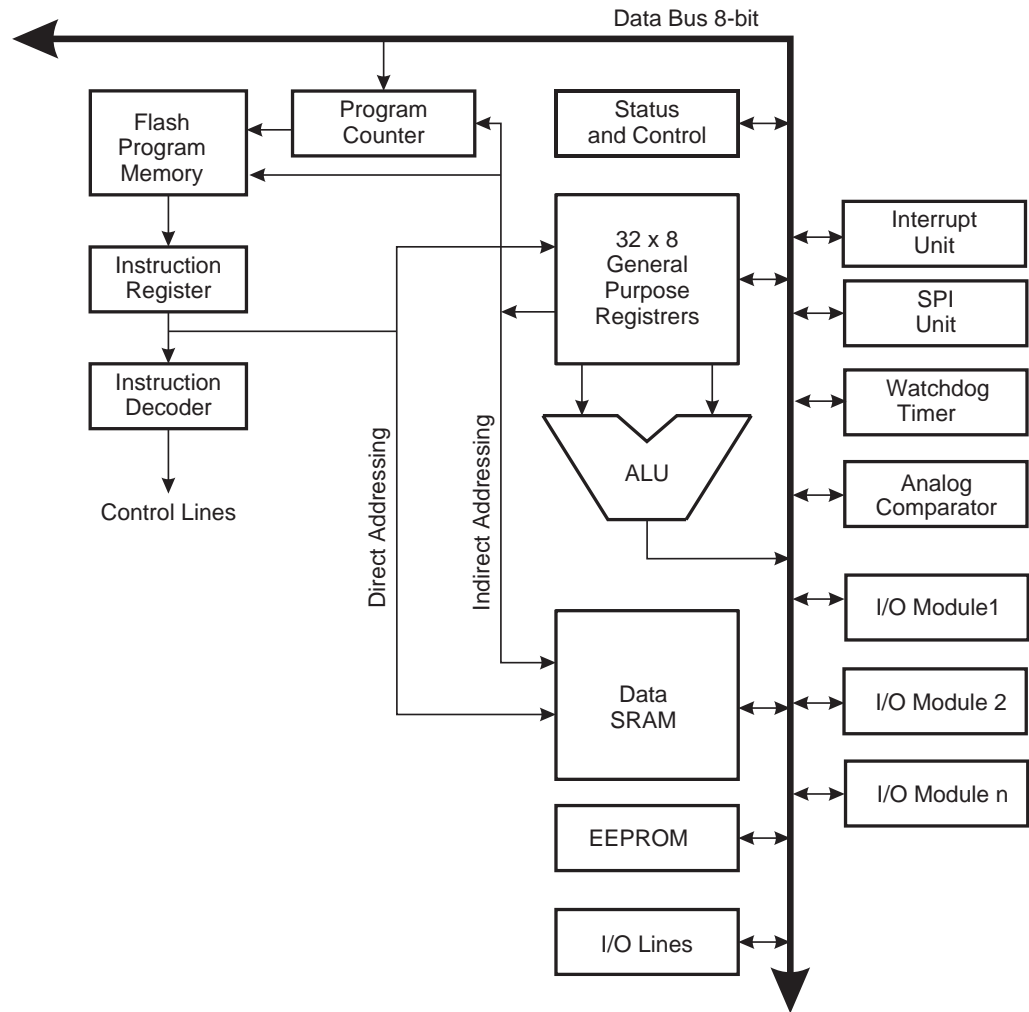 Data Bus 8-bit
Flash
Program
Memory
Program
Counter
Status
and Control
32 x 8
General
Purpose
Registrers
Interrupt
Unit
Instruction
Register
SPI
Unit
Instruction
Decoder
Watchdog
Timer
Control Lines
Direct Addressing
Indirect Addressing
ALU
Analog
Comparator
I/O Module1
Data
SRAM
I/O Module 2
I/O Module n
EEPROM
I/O Lines